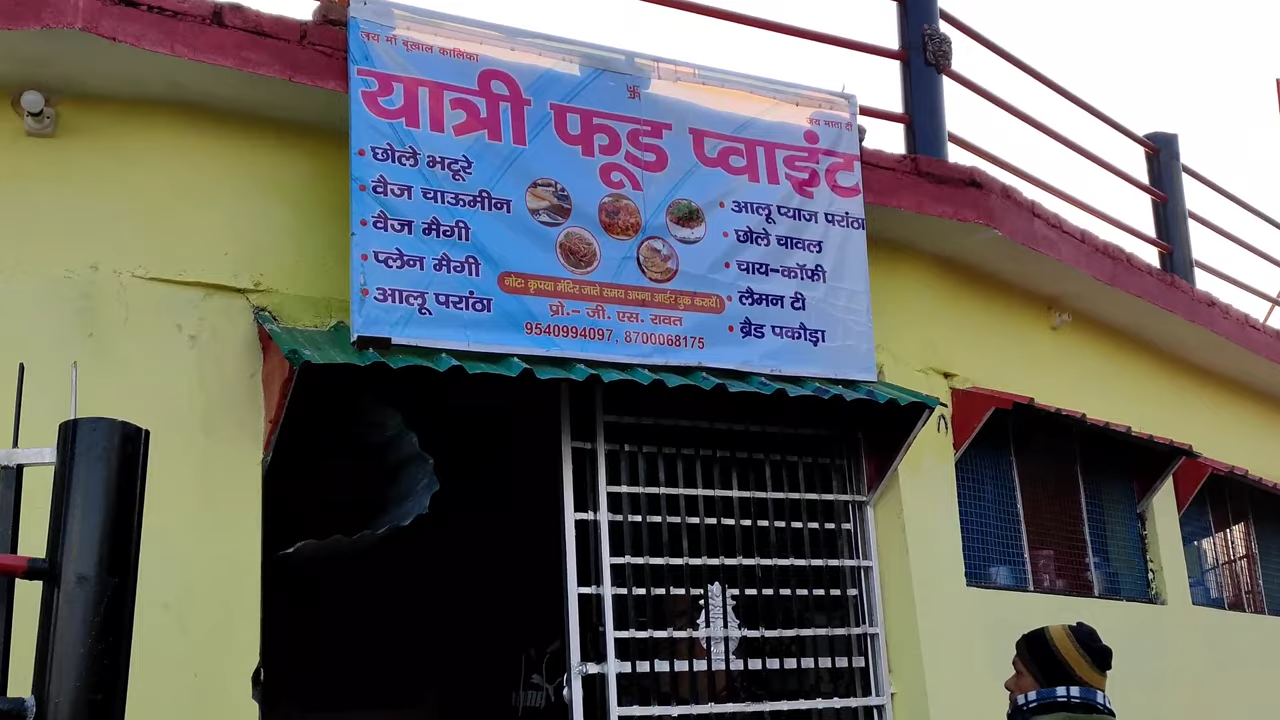 जय माँ बूंखाल कालिंका
जय माता दी
यात्री फूड प्वाइंट
• छोले भटूरे
• वेज चाऊमीन
• वैज मैगी
• प्लेन मैगी
• आलू परांठा
• आलू प्याज परांठा
• छोले चावल
• चाय-कॉफी
• लैमन टी
• ब्रैड पकौड़ा
नोटः कृपया मंदिर जाते समय अपना आर्डर बुक करायें।
प्रो.- जी. एस. रावत
9540994097, 8700068175